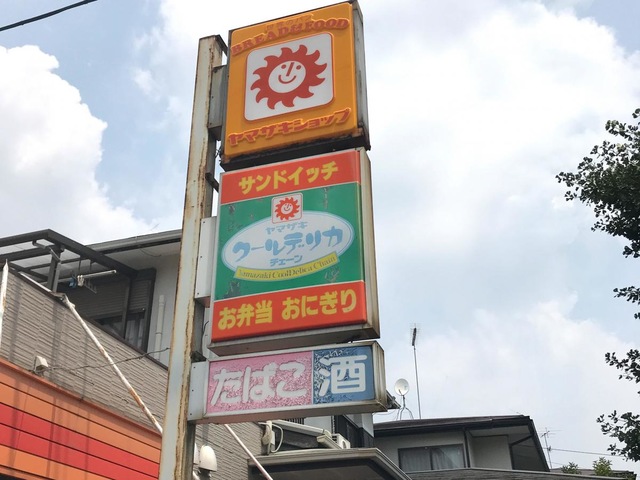 BREAD&FOOD
ヤマザキショップ
サンドイッチ
ヤマザキ
クールデリカ
チェーン
Yamazaki Cool Delica Chain
お弁当 おにぎり
たばこ 酒